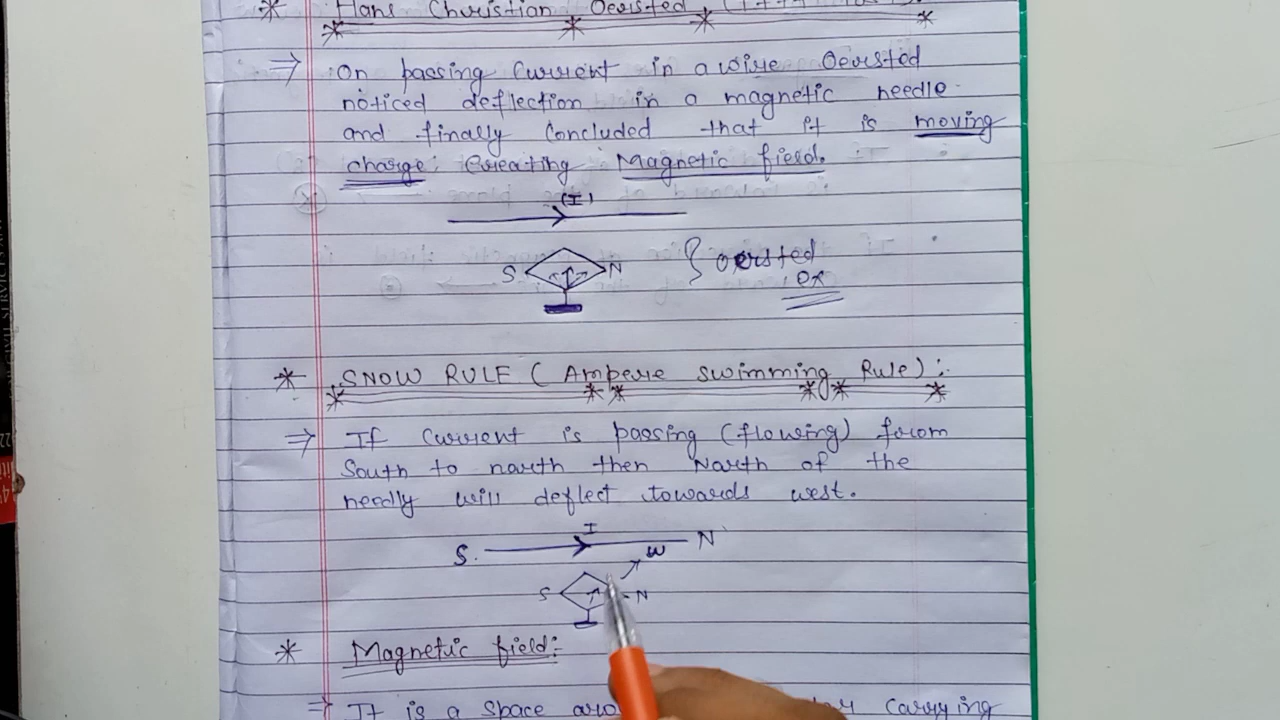 * Hans Christian Oersted
⇒ On passing current in a wire Oersted
noticed deflection in a magnetic needle
and finally concluded that it is moving
charge creating Magnetic field.
(I)
S N } oersted
ex
* SNOW RULE (Ampere swimming Rule):
⇒ If current is passing (flowing) from
South to north then North of the
needly will deflect towards west.
I
S. N
W
S N
* Magnetic field:
⇒ It is a space carrying